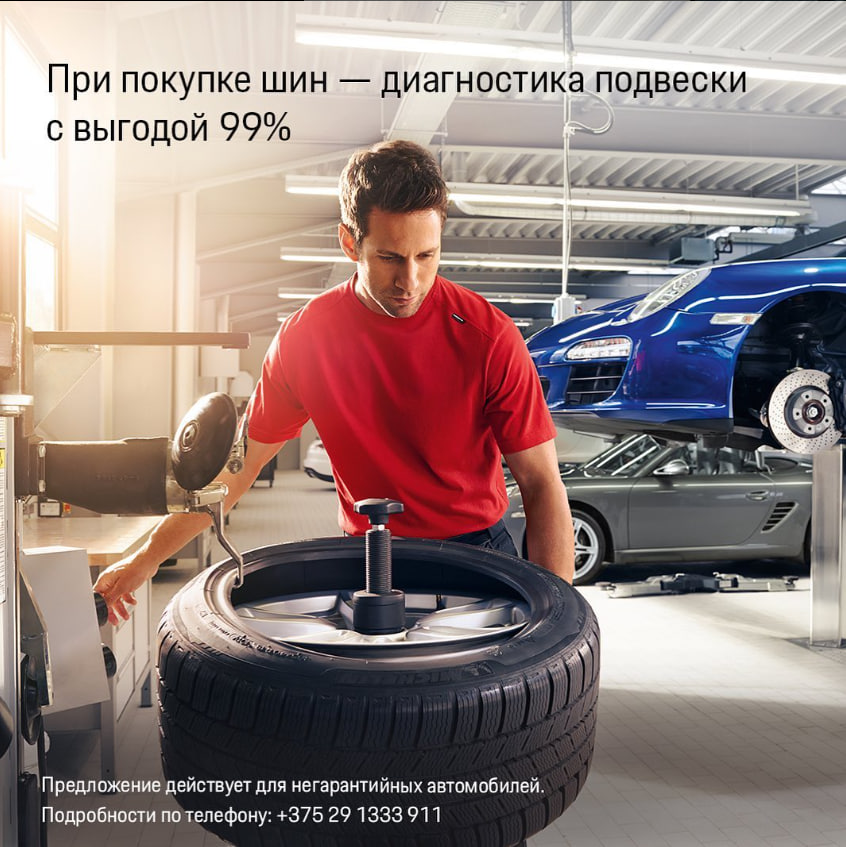 При покупке шин — диагностика подвески
с выгодой 99%
Предложение действует для негарантийных автомобилей.
Подробности по телефону: +375 29 1333 911